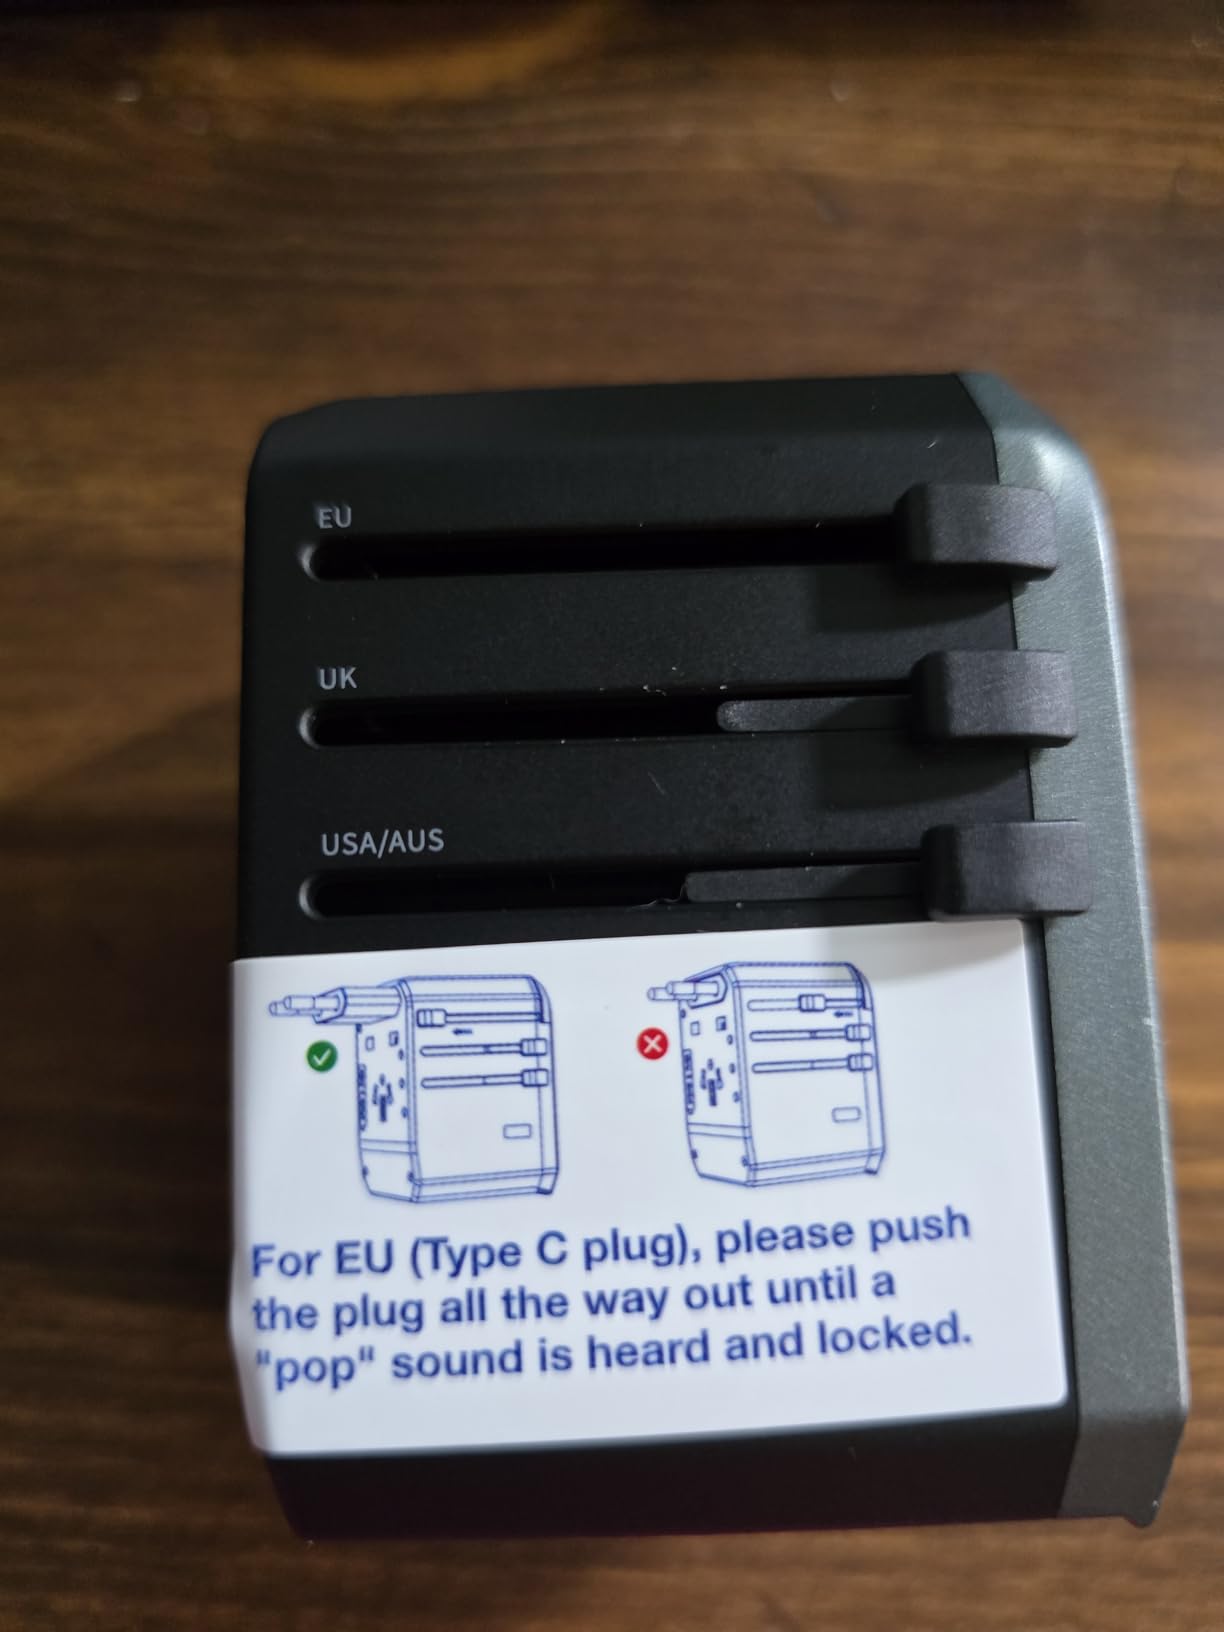 EU
UK
USA/AUS
For EU (Type C plug), please push
the plug all the way out until a
"pop" sound is heard and locked.